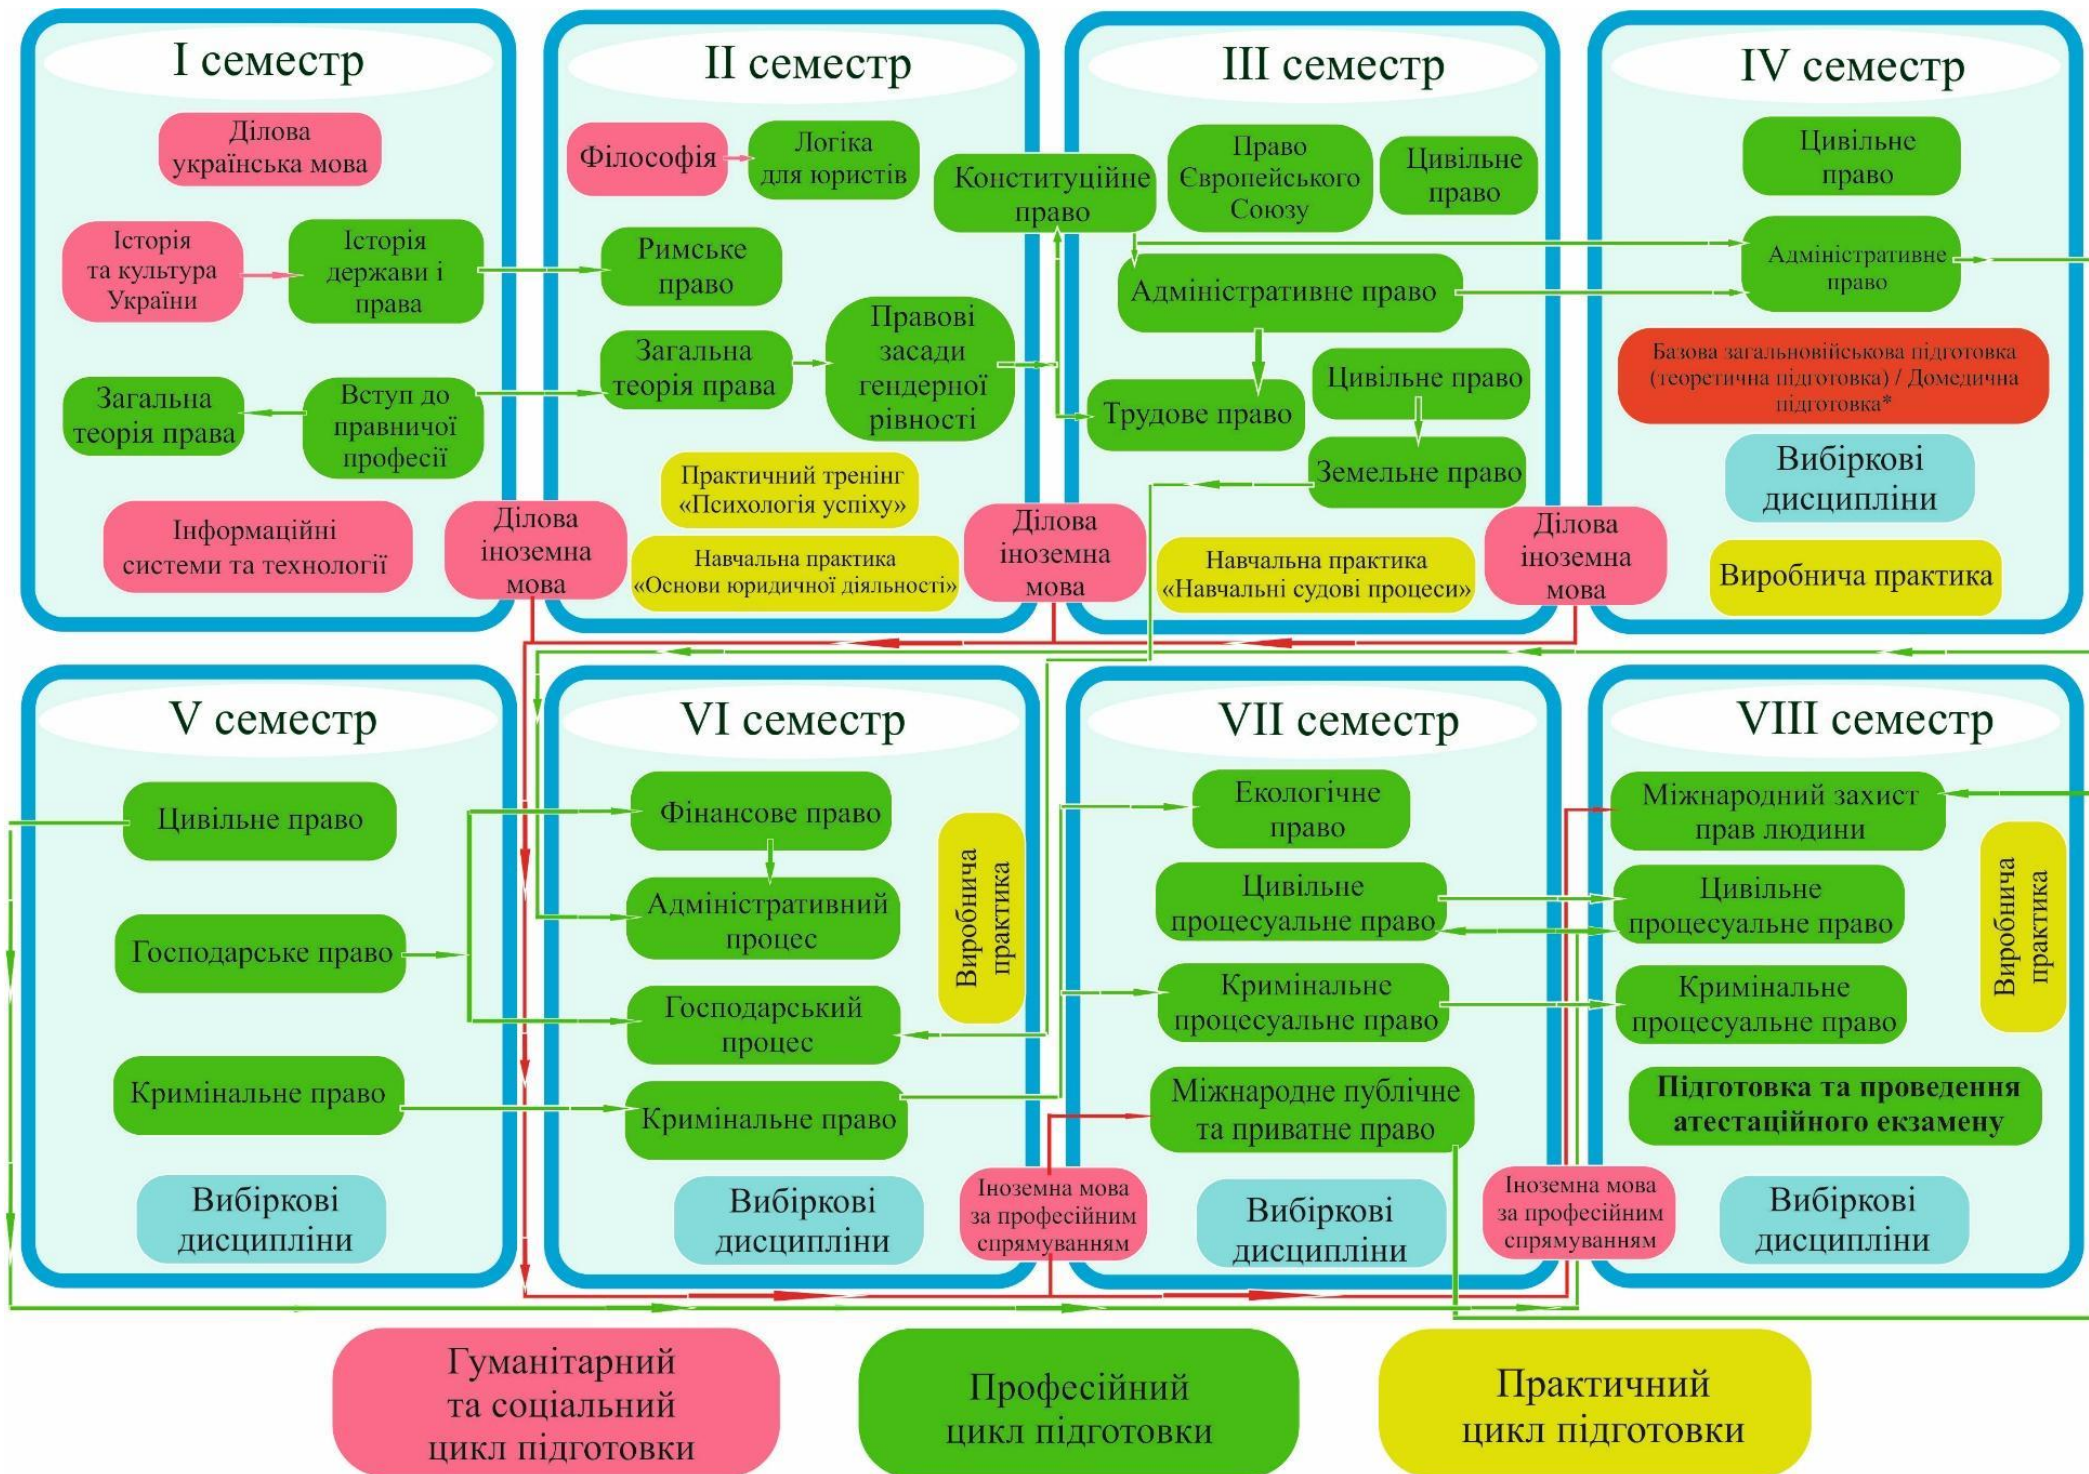 I семестр
Ділова
українська мова
Історія
та культура
України
Історія
держави і
права
Загальна
теорія права
Вступ до
правничої
професії
Інформаційні
системи та технології
Ділова
іноземна
мова
II семестр
Філософія
Логіка
для юристів
Римське
право
Загальна
теорія права
Правові
засади
гендерної
рівності
Практичний тренінг
«Психологія успіху»
Навчальна практика
«Основи юридичної діяльності»
Конституційне
право
Ділова
іноземна
мова
III семестр
Право
Європейського
Союзу
Цивільне
право
Адміністративне право
Цивільне право
Трудове право
Земельне право
Навчальна практика
«Навчальні судові процеси»
Ділова
іноземна
мова
IV семестр
Цивільне
право
Адміністративне
право
Базова загальновійськова підготовка
(теоретична підготовка) / Домедична
підготовка*
Вибіркові
дисципліни
Виробнича практика
V семестр
Цивільне право
Господарське право
Кримінальне право
Вибіркові
дисципліни
VI семестр
Фінансове право
Адміністративний
процес
Господарський
процес
Кримінальне право
Виробнича
практика
Вибіркові
дисципліни
Іноземна мова
за професійним
спрямуванням
VII семестр
Екологічне
право
Цивільне
процесуальне право
Кримінальне
процесуальне право
Міжнародне публічне
та приватне право
Вибіркові
дисципліни
Іноземна мова
за професійним
спрямуванням
VIII семестр
Міжнародний захист
прав людини
Цивільне
процесуальне право
Кримінальне
процесуальне право
Виробнича
практика
Підготовка та проведення
атестаційного екзамену
Вибіркові
дисципліни
Гуманітарний
та соціальний
цикл підготовки
Професійний
цикл підготовки
Практичний
цикл підготовки